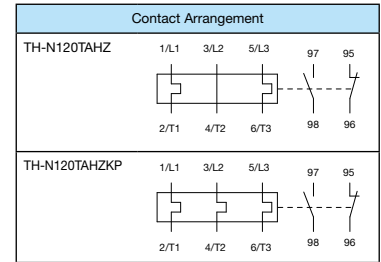 Contact Arrangement
TH-N120TAHZ 1/L1 3/L2 5/L3 97 95
2/T1 4/T2 6/T3 98 96
TH-N120TAHZKP 1/L1 3/L2 5/L3 97 95
2/T1 4/T2 6/T3 98 96